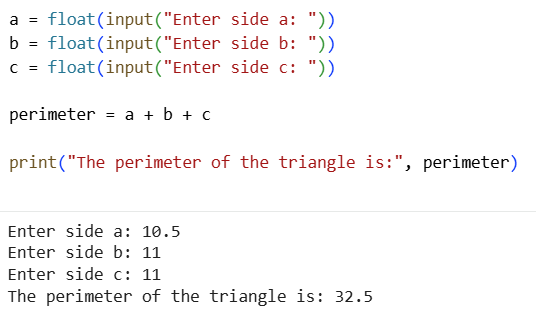 a = float(input("Enter side a: "))
b = float(input("Enter side b: "))
c = float(input("Enter side c: "))
perimeter = a + b + c
print("The perimeter of the triangle is:", perimeter)
Enter side a: 10.5
Enter side b: 11
Enter side c: 11
The perimeter of the triangle is: 32.5